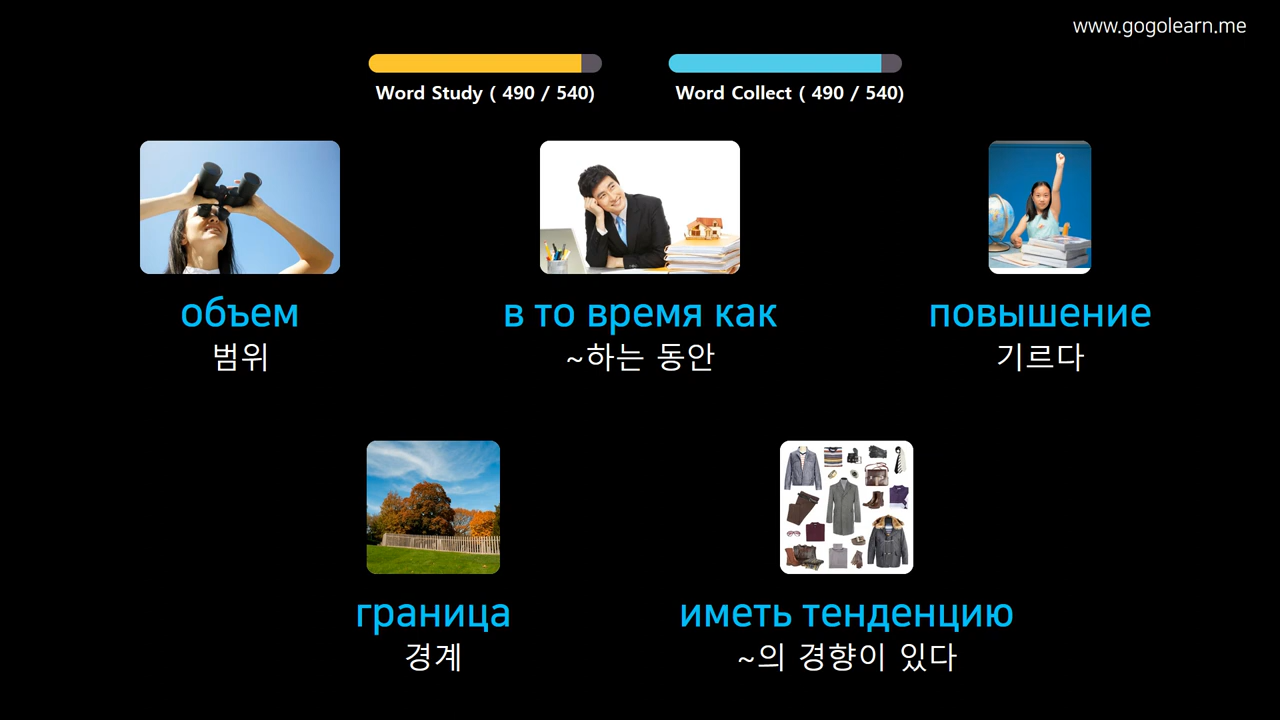 www.gogolearn.me
Word Study ( 490 / 540)
Word Collect ( 490 / 540)
объем
범위
в то время как
~하는 동안
повышение
기르다
граница
경계
иметь тенденцию
~의 경향이 있다